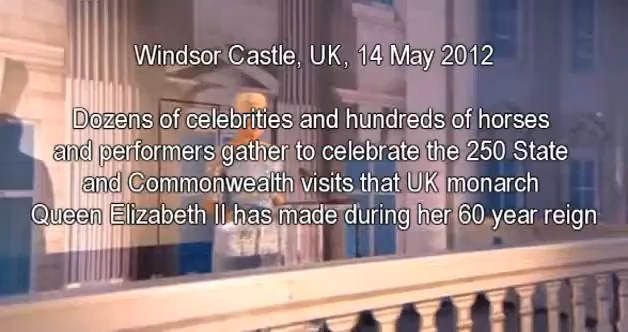 Windsor Castle, UK, 14 May 2012
Dozens of celebrities and hundreds of horses
and performers gather to celebrate the 250 State
and Commonwealth visits that UK monarch
Queen Elizabeth II has made during her 60 year reign